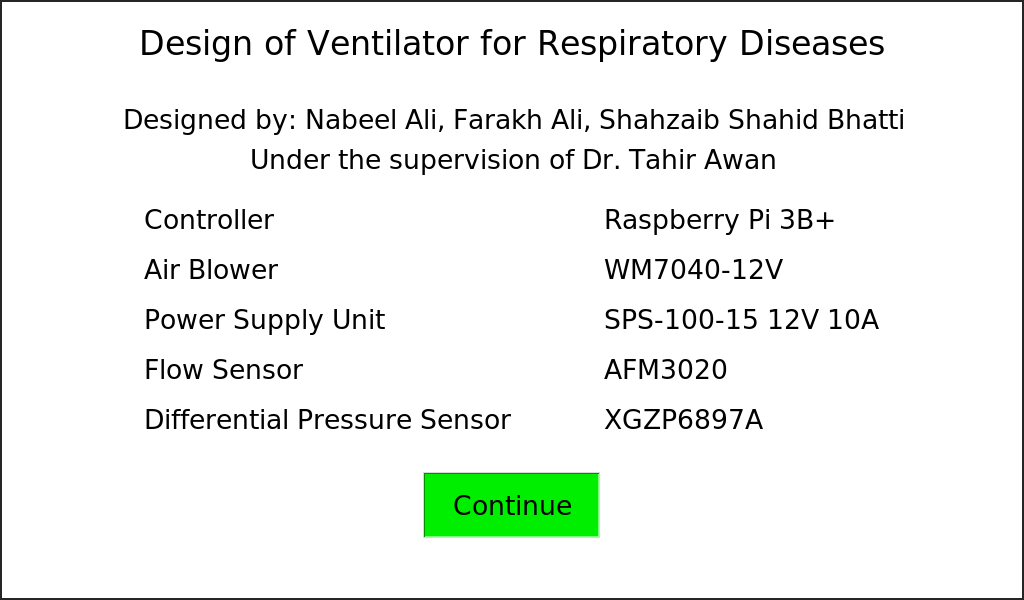 Design of Ventilator for Respiratory Diseases
Designed by: Nabeel Ali, Farakh Ali, Shahzaib Shahid Bhatti
Under the supervision of Dr. Tahir Awan
Controller Raspberry Pi 3B+
Air Blower WM7040-12V
Power Supply Unit SPS-100-15 12V 10A
Flow Sensor AFM3020
Differential Pressure Sensor XGZP6897A
Continue